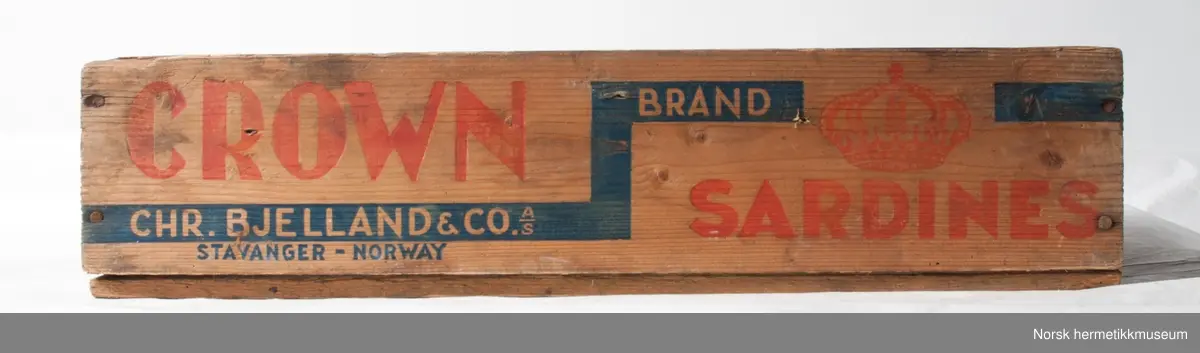 CROWN
BRAND
SARDINES
CHR. BJELLAND & CO. A/S
STAVANGER - NORWAY
Norsk hermetikkmuseum